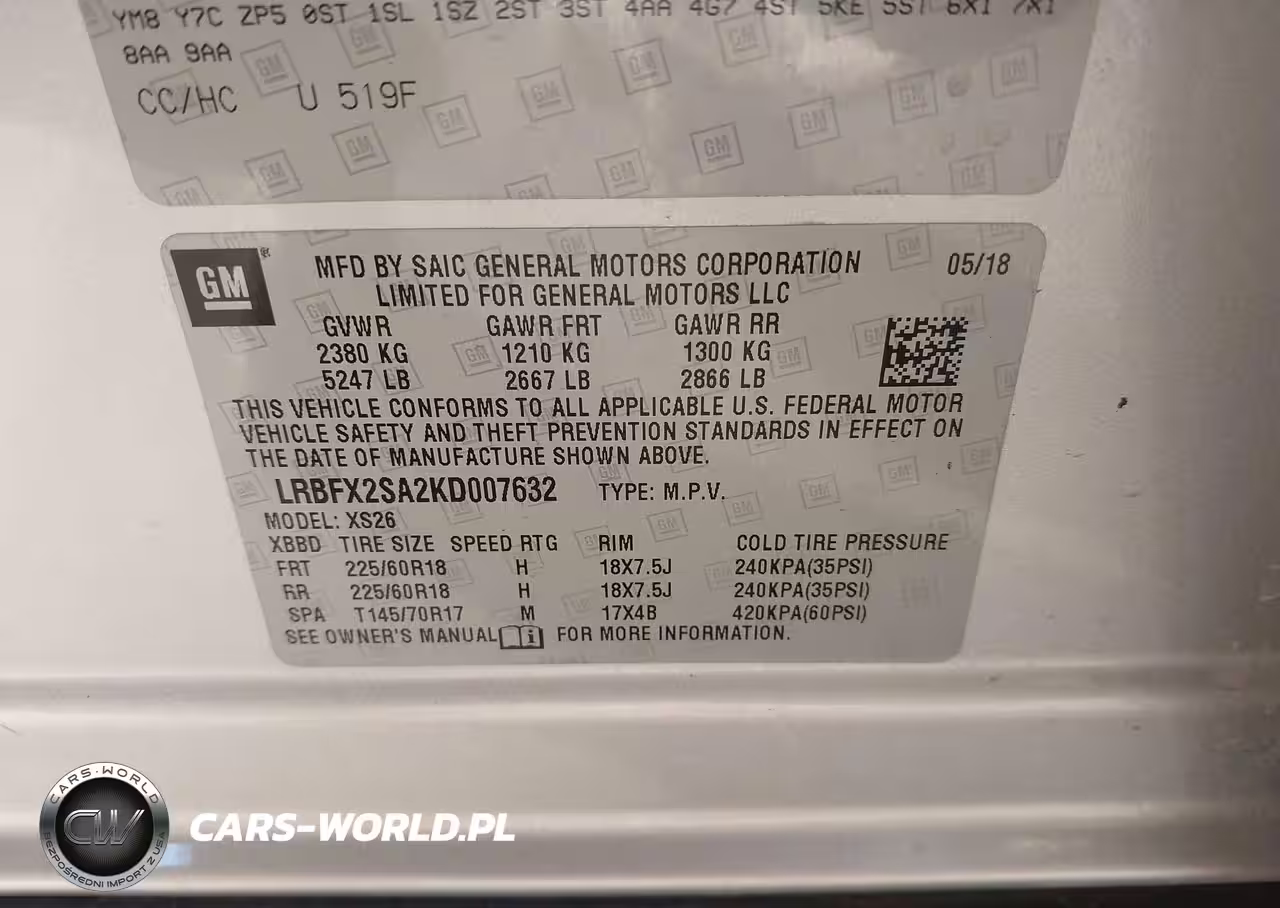 YM8 Y7C ZP5 0ST 1SL 1SZ 2ST 3ST 4AA 4G7 4ST 5KE 5ST 6X1 7X1
8AA 9AA
CC/HC U 519F
GM®
MFD BY SAIC GENERAL MOTORS CORPORATION 05/18
LIMITED FOR GENERAL MOTORS LLC
GVWR GAWR FRT GAWR RR
2380 KG 1210 KG 1300 KG
5247 LB 2667 LB 2866 LB
THIS VEHICLE CONFORMS TO ALL APPLICABLE U.S. FEDERAL MOTOR
VEHICLE SAFETY AND THEFT PREVENTION STANDARDS IN EFFECT ON
THE DATE OF MANUFACTURE SHOWN ABOVE.
LRBFX2SA2KD007632 TYPE: M.P.V.
MODEL: XS26
XBBD TIRE SIZE SPEED RTG RIM COLD TIRE PRESSURE
FRT 225/60R18 H 18X7.5J 240KPA(35PSI)
RR 225/60R18 H 18X7.5J 240KPA(35PSI)
SPA T145/70R17 M 17X4B 420KPA(60PSI)
SEE OWNER'S MANUAL i FOR MORE INFORMATION.
CARS-WORLD
CW
BEZPOŚREDNI IMPORT Z USA
CARS-WORLD.PL